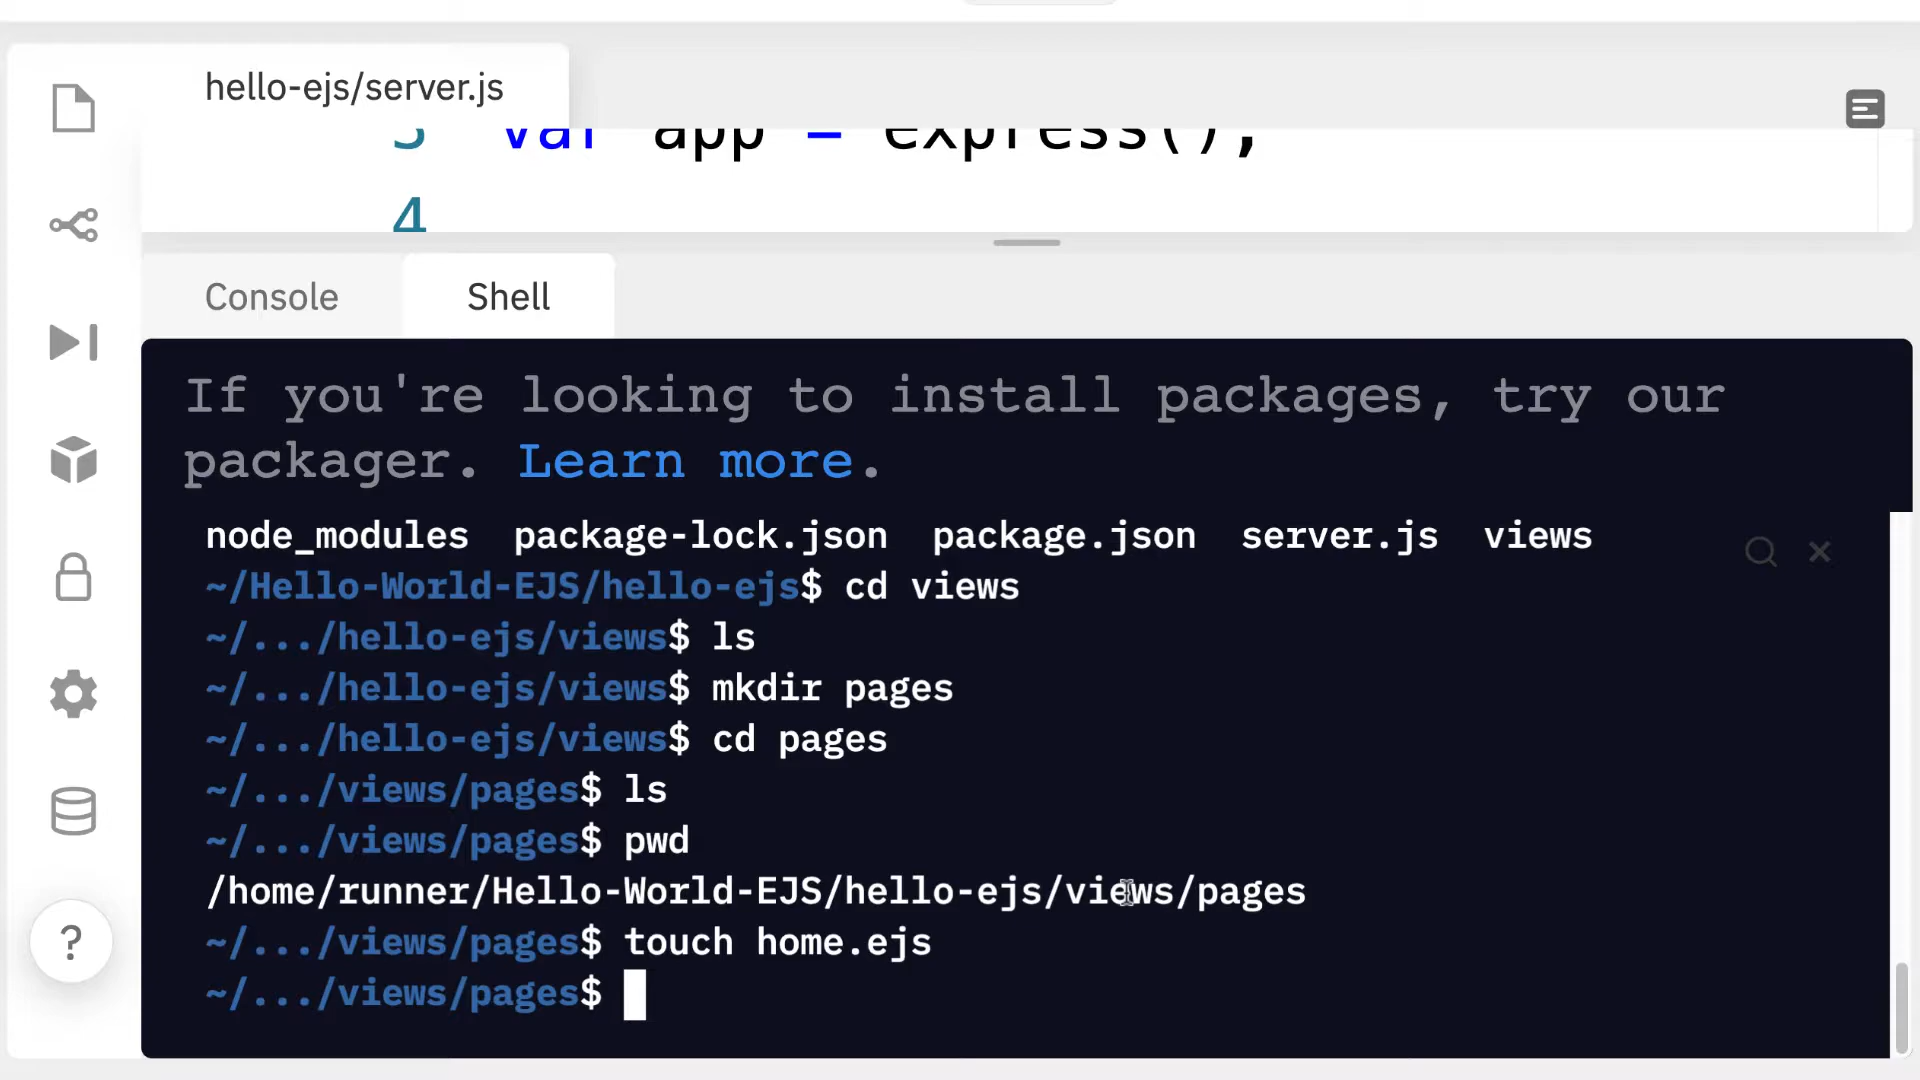 hello-ejs/server.js
3 var app = express();
4
Console Shell
If you're looking to install packages, try our
packager. Learn more.
node_modules package-lock.json package.json server.js views
~/Hello-World-EJS/hello-ejs$ cd views
~/.../hello-ejs/views$ ls
~/.../hello-ejs/views$ mkdir pages
~/.../hello-ejs/views$ cd pages
~/.../views/pages$ ls
~/.../views/pages$ pwd
/home/runner/Hello-World-EJS/hello-ejs/views/pages
~/.../views/pages$ touch home.ejs
~/.../views/pages$
?